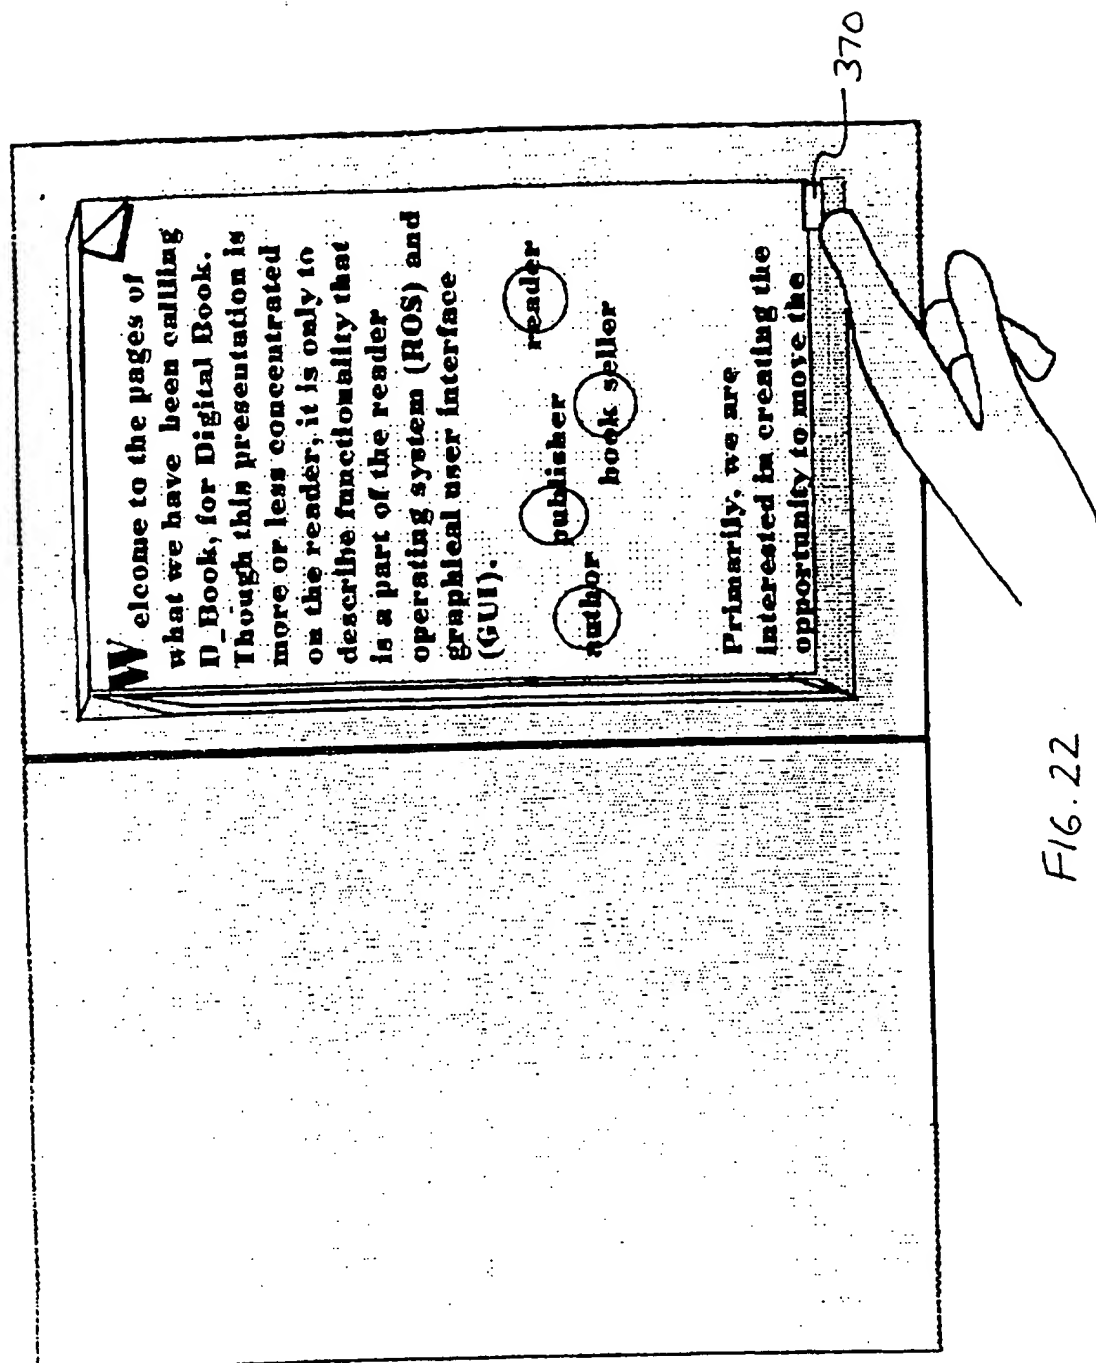 Welcome to the pages of
what we have been callling
D_Book, for Digital Book.
Though this presentation is
more or less concentrated
on the reader, it is only to
describe functionality that
is a part of the reader
operating system (ROS) and
graphical user interface
(GUI).
author publisher book seller reader
Primarily, we are
interested in creating the
opportunity to move the
370
FIG. 22